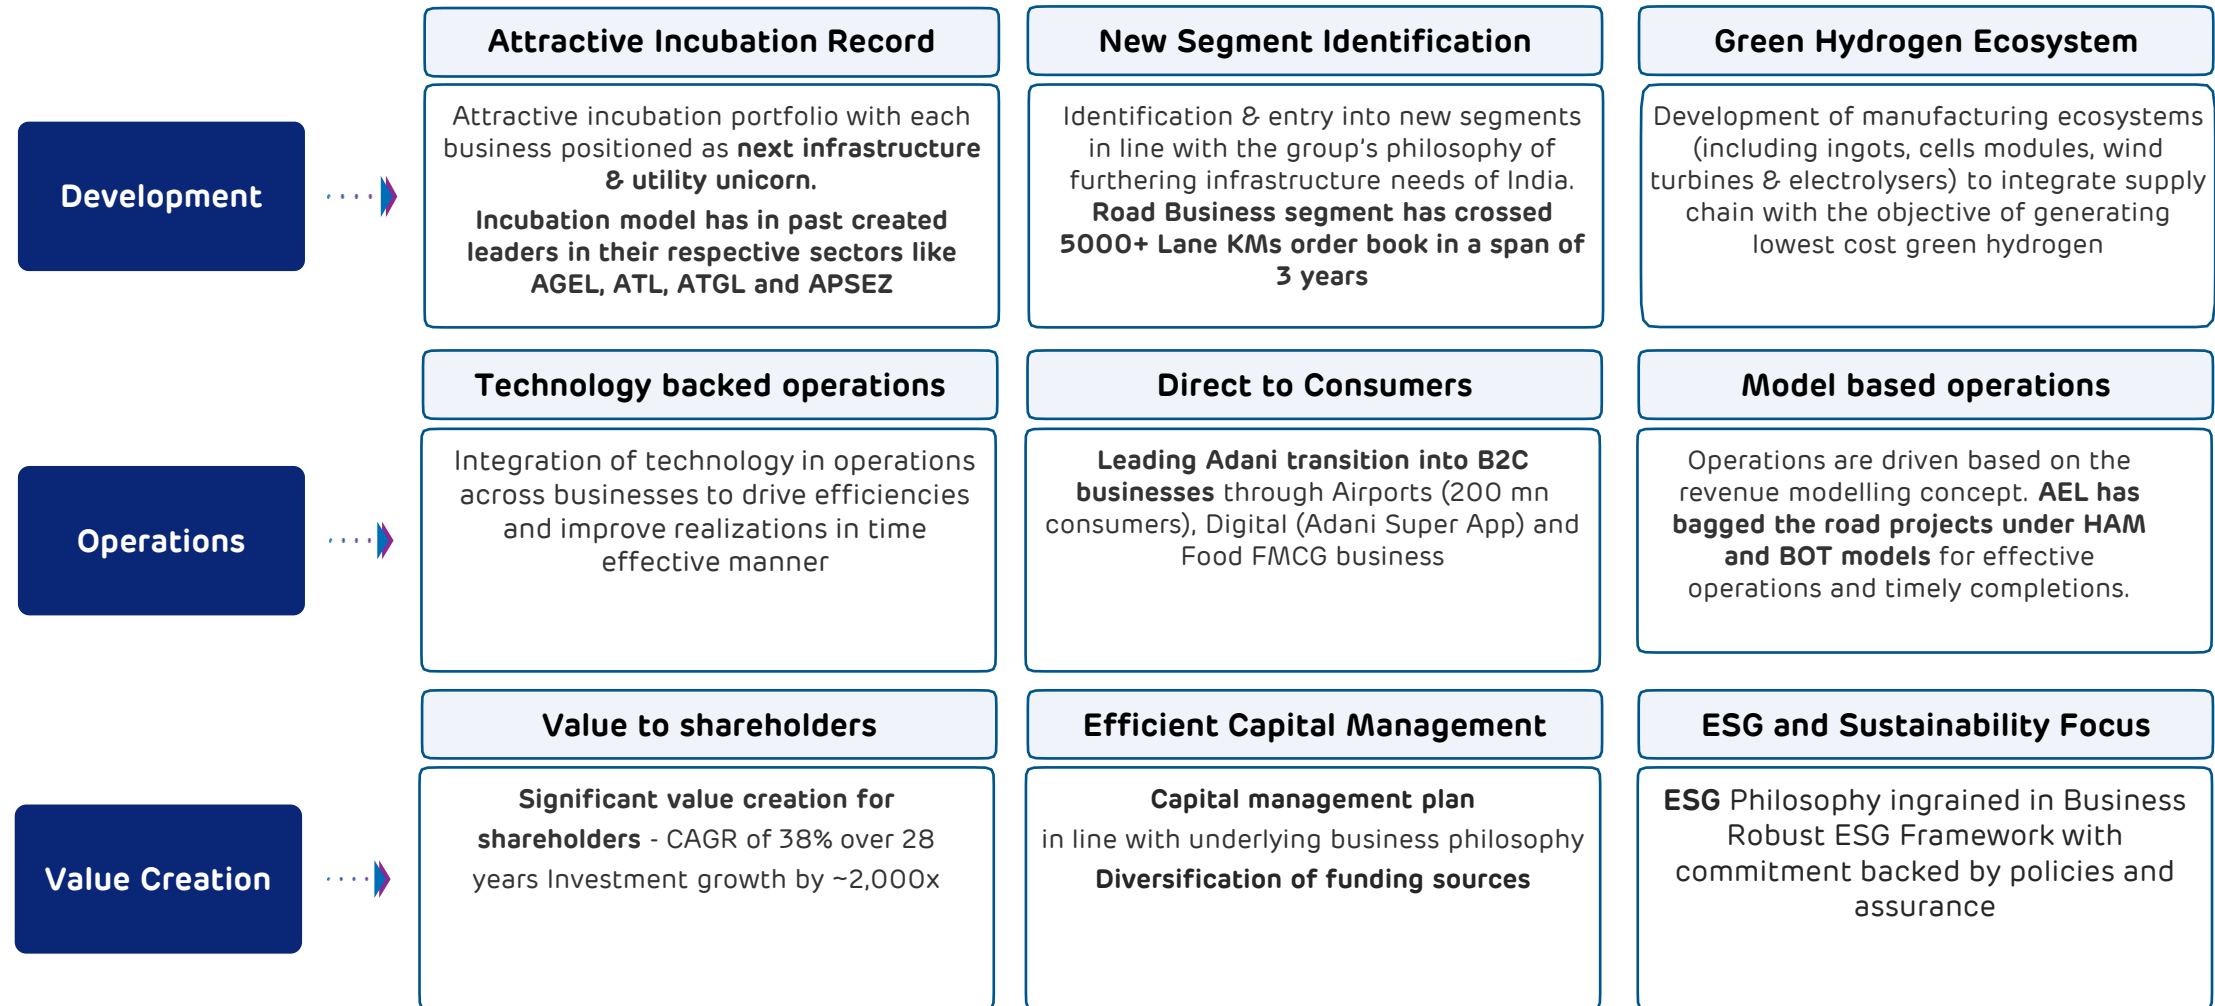 Attractive Incubation Record
New Segment Identification
Green Hydrogen Ecosystem
Development
Attractive incubation portfolio with each
business positioned as next infrastructure
& utility unicorn.
Incubation model has in past created
leaders in their respective sectors like
AGEL, ATL, ATGL and APSEZ
Identification & entry into new segments
in line with the group's philosophy of
furthering infrastructure needs of India.
Road Business segment has crossed
5000+ Lane KMs order book in a span of
3 years
Development of manufacturing ecosystems
(including ingots, cells modules, wind
turbines & electrolysers) to integrate supply
chain with the objective of generating
lowest cost green hydrogen
Technology backed operations
Direct to Consumers
Model based operations
Operations
Integration of technology in operations
across businesses to drive efficiencies
and improve realizations in time
effective manner
Leading Adani transition into B2C
businesses through Airports (200 mn
consumers), Digital (Adani Super App) and
Food FMCG business
Operations are driven based on the
revenue modelling concept. AEL has
bagged the road projects under HAM
and BOT models for effective
operations and timely completions.
Value to shareholders
Efficient Capital Management
ESG and Sustainability Focus
Value Creation
Significant value creation for
shareholders - CAGR of 38% over 28
years Investment growth by ~2,000x
Capital management plan
in line with underlying business philosophy
Diversification of funding sources
ESG Philosophy ingrained in Business
Robust ESG Framework with
commitment backed by policies and
assurance